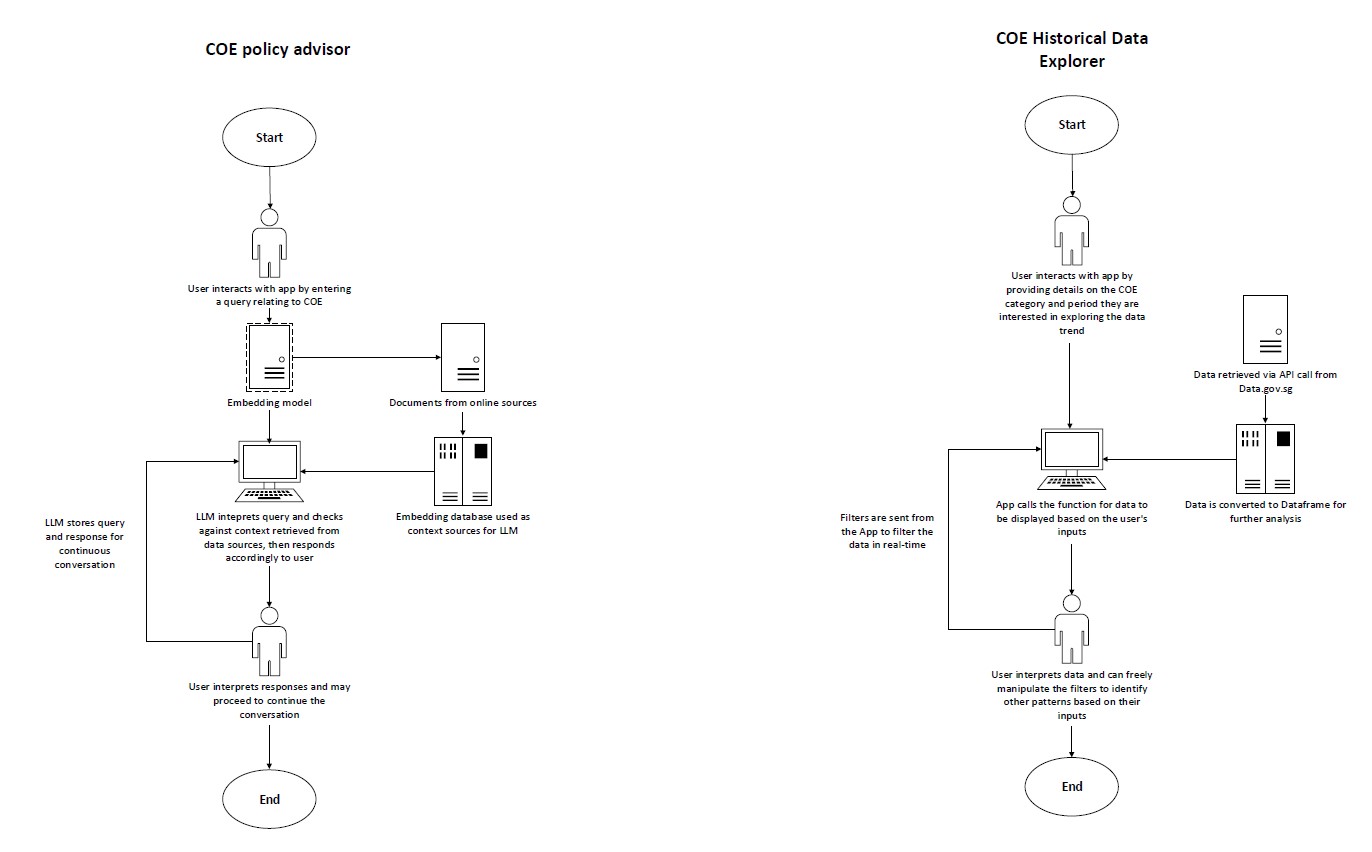 COE policy advisor
Start
User interacts with app by entering
a query relating to COE
Embedding model
Documents from online sources
LLM stores query
and response for
continuous
conversation
LLM inteprets query and checks
against context retrieved from
data sources, then responds
accordingly to user
Embedding database used as
context sources for LLM
User interprets responses and may
proceed to continue the
conversation
End
COE Historical Data
Explorer
Start
User interacts with app by
providing details on the COE
category and period they are
interested in exploring the data
trend
Data retrieved via API call from
Data.gov.sg
Filters are sent from
the App to filter the
data in real-time
App calls the function for data to
be displayed based on the user's
inputs
Data is converted to Dataframe for
further analysis
User interprets data and can freely
manipulate the filters to identify
other patterns based on their
inputs
End